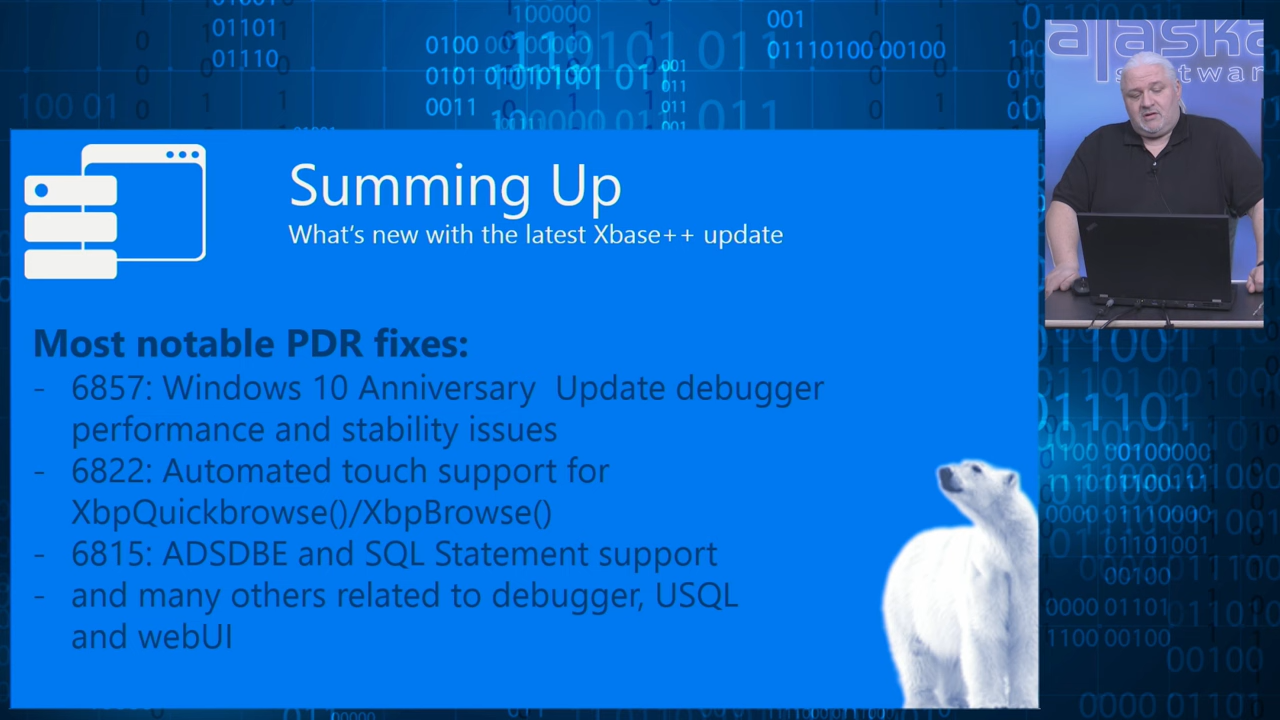 alaska
software
Summing Up
What's new with the latest Xbase++ update
Most notable PDR fixes:
- 6857: Windows 10 Anniversary  Update debugger
performance and stability issues
- 6822: Automated touch support for
XbpQuickbrowse()/XbpBrowse()
- 6815: ADSDBE and SQL Statement support
- and many others related to debugger, USQL
and webUI